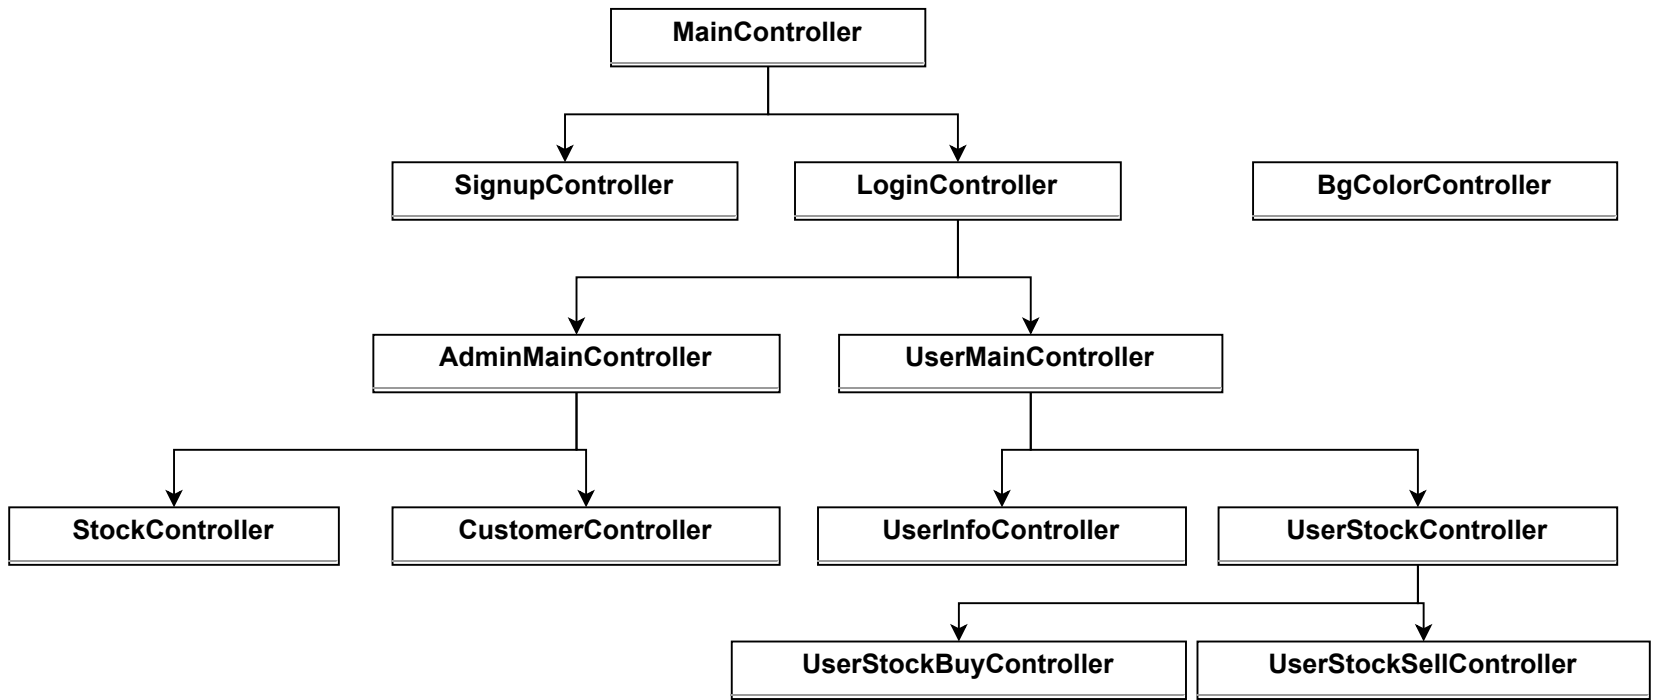 MainController
SignupController
LoginController
BgColorController
AdminMainController
UserMainController
StockController
CustomerController
UserInfoController
UserStockController
UserStockBuyController
UserStockSellController